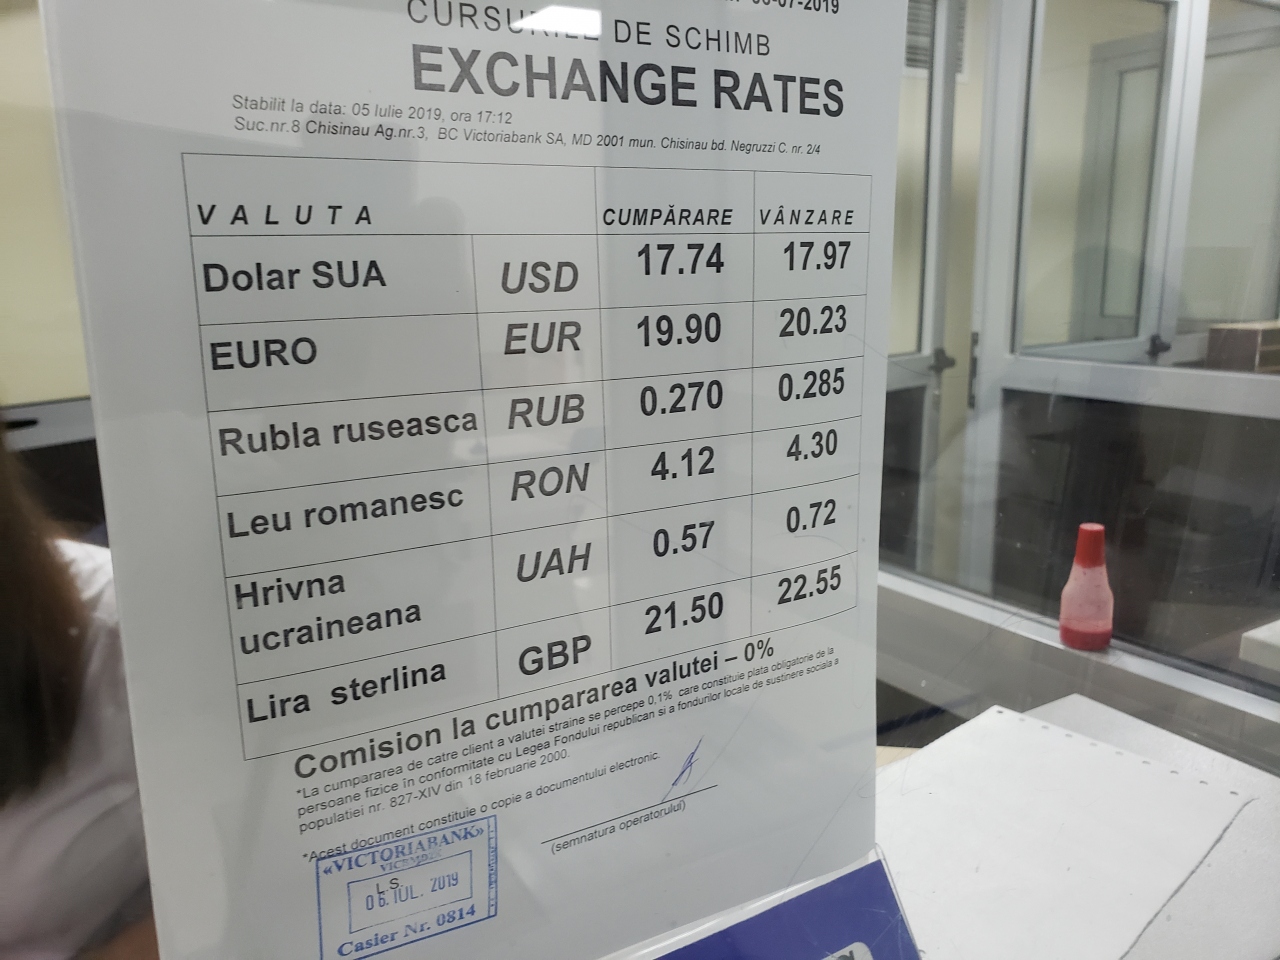 -07-2019
CURSURILE DE SCHIMB
EXCHANGE RATES
Stabilit la data: 05 Iulie 2019, ora 17:12
Suc.nr.8 Chisinau Ag.nr.3, BC Victoriabank SA, MD 2001 mun. Chisinau bd. Negruzzi C. nr. 2/4
VALUTA CUMPĂRARE VÂNZARE
Dolar SUA USD 17.74 17.97
EURO EUR 19.90 20.23
Rubla ruseasca RUB 0.270 0.285
Leu romanesc RON 4.12 4.30
Hrivna
ucraineana UAH 0.57 0.72
Lira sterlina GBP 21.50 22.55
Comision la cumpararea valutei – 0%
*La cumpararea de catre client a valutei straine se percepe 0,1% care constituie plata obligatorie de la
persoane fizice în conformitate cu Legea Fondului republican si a fondurilor locale de sustinere sociala a
populatiei nr. 827-XIV din 18 februarie 2000.
*Acest document constituie o copie a documentului electronic.
(semnatura operatorului)
«VICTORIABANK»
L.S.
06. IUL. 2019
Casier Nr. 0814